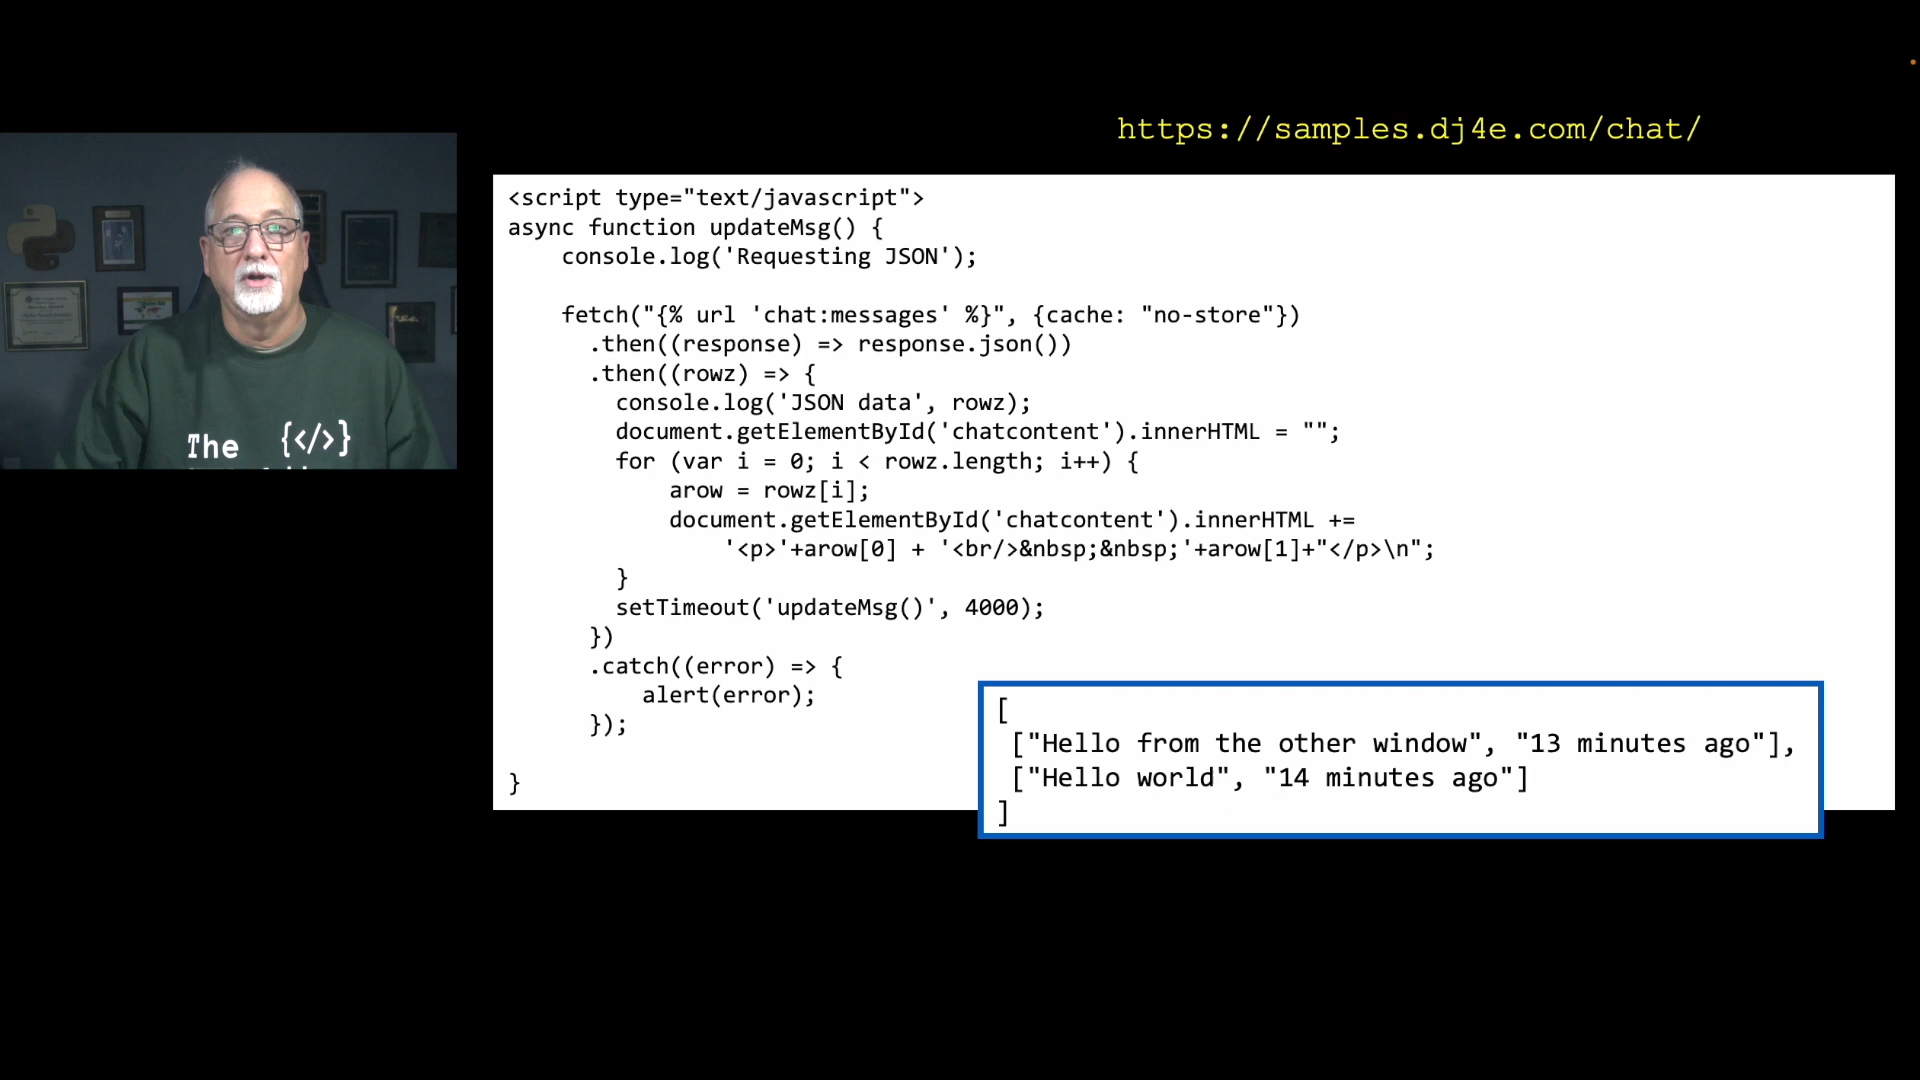 https://samples.dj4e.com/chat/
<script type="text/javascript">
async function updateMsg() {
    console.log('Requesting JSON');
    fetch("{% url 'chat:messages' %}", {cache: "no-store"})
      .then((response) => response.json())
      .then((rowz) => {
        console.log('JSON data', rowz);
        document.getElementById('chatcontent').innerHTML = "";
        for (var i = 0; i < rowz.length; i++) {
            arow = rowz[i];
            document.getElementById('chatcontent').innerHTML +=
                '<p>'+arow[0] + '<br/>&nbsp;&nbsp;'+arow[1]+"</p>\n";
        }
        setTimeout('updateMsg()', 4000);
      })
      .catch((error) => {
          alert(error);
      });
}
[
 ["Hello from the other window", "13 minutes ago"],
 ["Hello world", "14 minutes ago"]
]
The {</>}